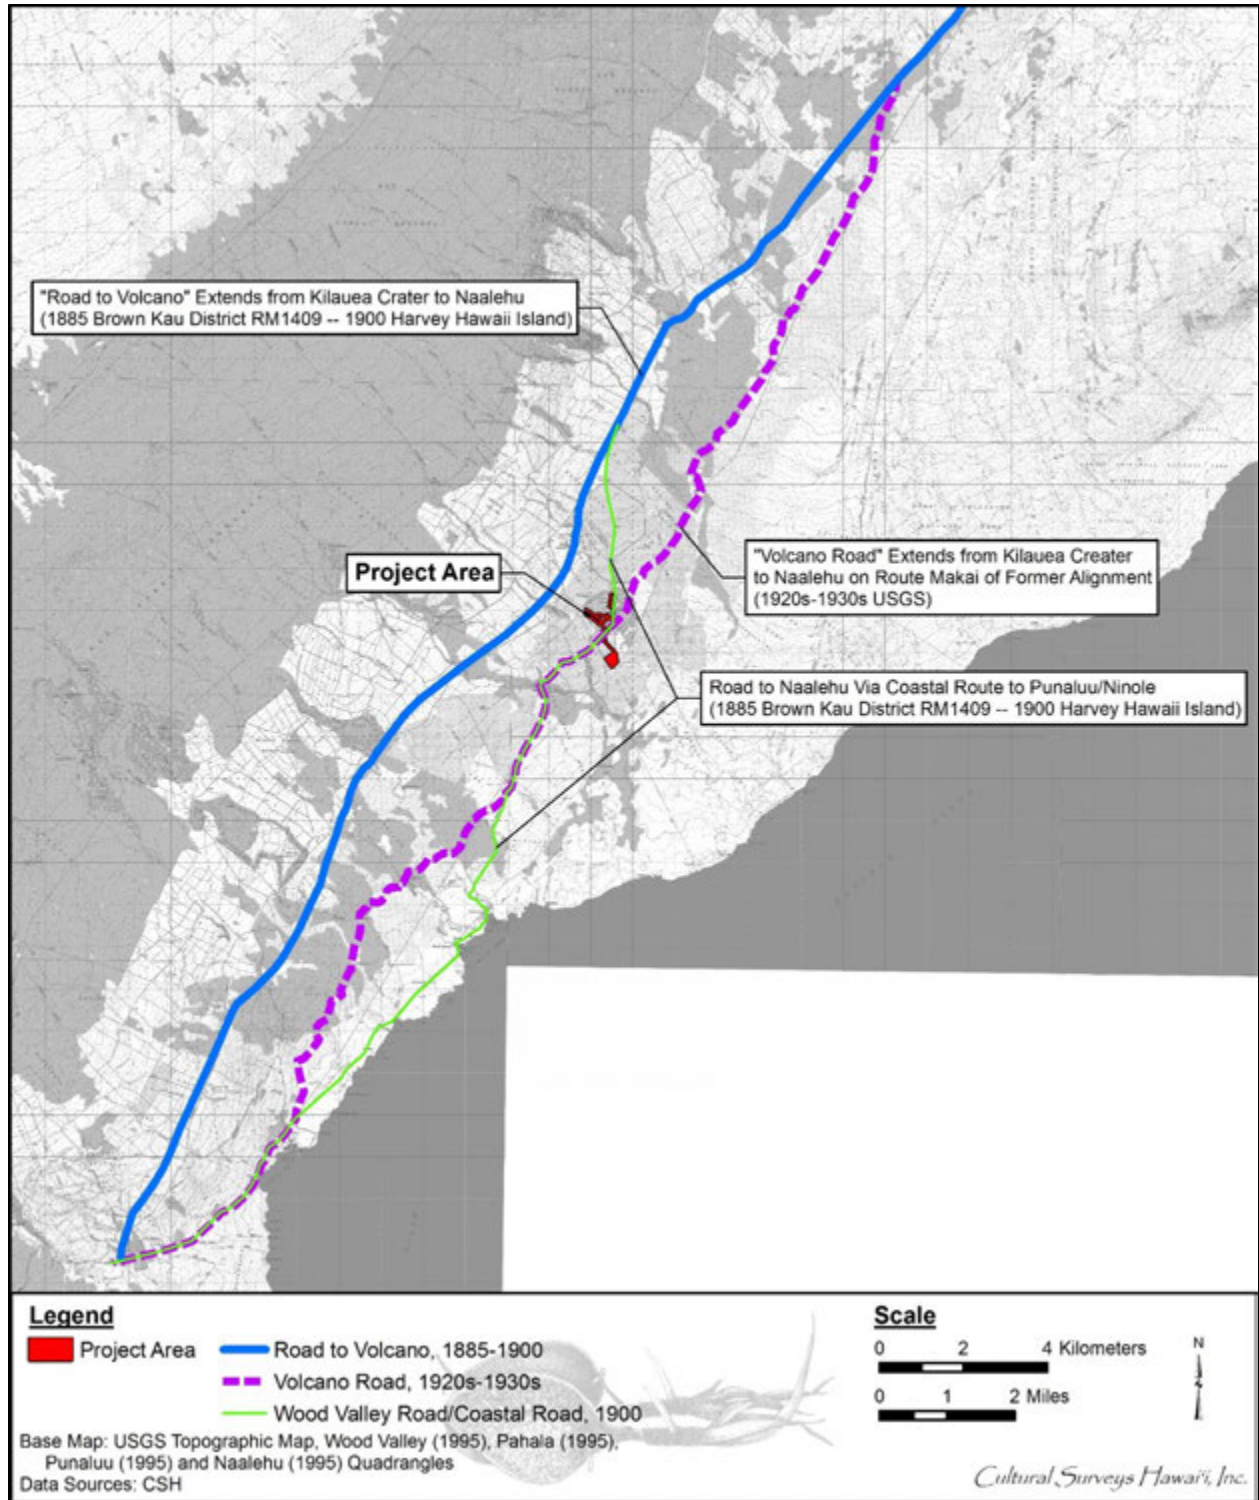 "Road to Volcano" Extends from Kilauea Crater to Naalehu
(1885 Brown Kau District RM1409 -- 1900 Harvey Hawaii Island)
Project Area
"Volcano Road" Extends from Kilauea Creater
to Naalehu on Route Makai of Former Alignment
(1920s-1930s USGS)
Road to Naalehu Via Coastal Route to Punaluu/Ninole
(1885 Brown Kau District RM1409 -- 1900 Harvey Hawaii Island)
Legend
Project Area
Road to Volcano, 1885-1900
Volcano Road, 1920s-1930s
Wood Valley Road/Coastal Road, 1900
Base Map: USGS Topographic Map, Wood Valley (1995), Pahala (1995),
Punaluu (1995) and Naalehu (1995) Quadrangles
Data Sources: CSH
Scale
0 2 4 Kilometers
0 1 2 Miles
N
Cultural Surveys Hawai'i, Inc.